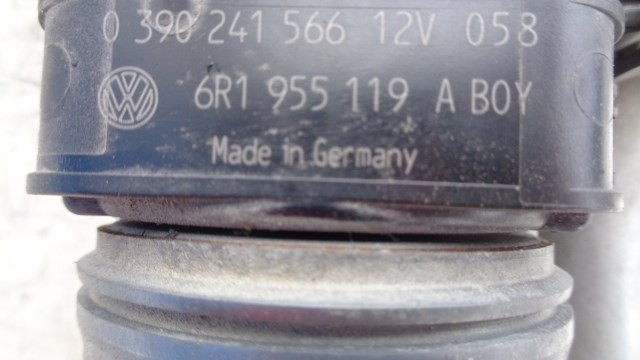 0 390 241 566 12V 058
6R1 955 119 A BOY
Made in Germany